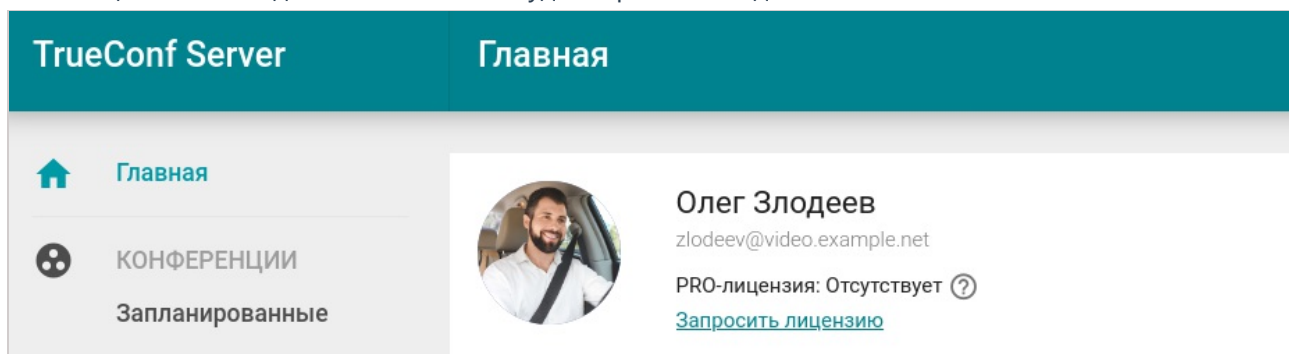 TrueConf Server
Главная
Главная
КОНФЕРЕНЦИИ
Запланированные
Олег Злодеев
zlodeev@video.example.net
PRO-лицензия: Отсутствует ?
Запросить лицензию